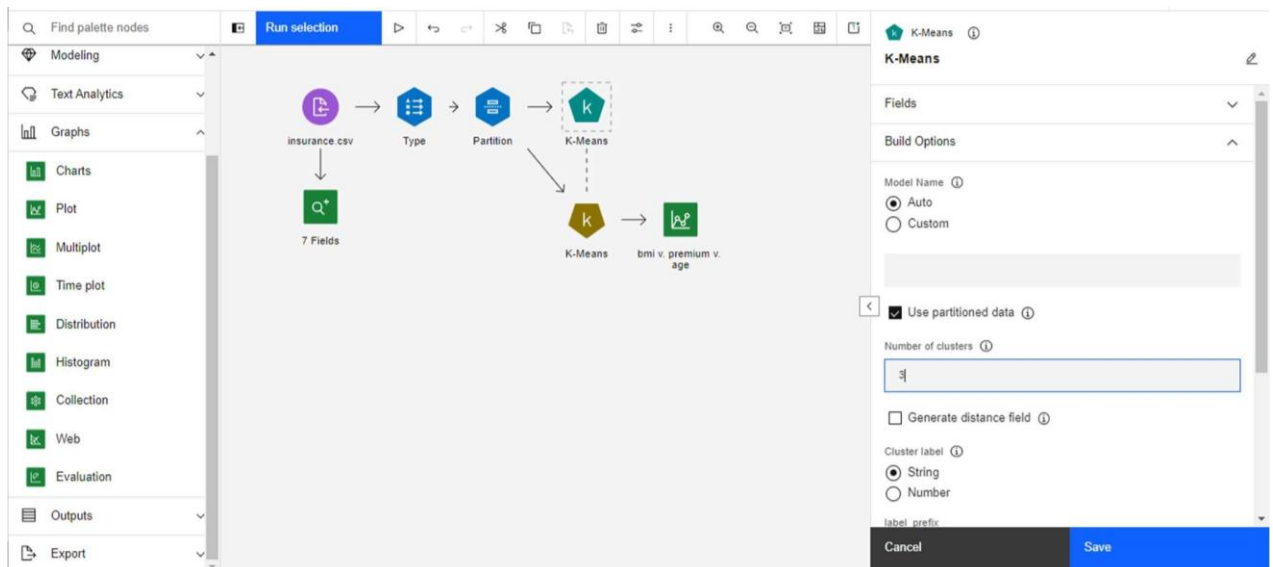 Find palette nodes
Modeling
Text Analytics
Graphs
Charts
Plot
Multiplot
Time plot
Distribution
Histogram
Collection
Web
Evaluation
Outputs
Export
Run selection
insurance.csv
Type
Partition
K-Means
7 Fields
K-Means
bmi v. premium v.
age
K-Means
K-Means
Fields
Build Options
Model Name
Auto
Custom
Use partitioned data
Number of clusters
3
Generate distance field
Cluster label
String
Number
label_prefix
Cancel
Save